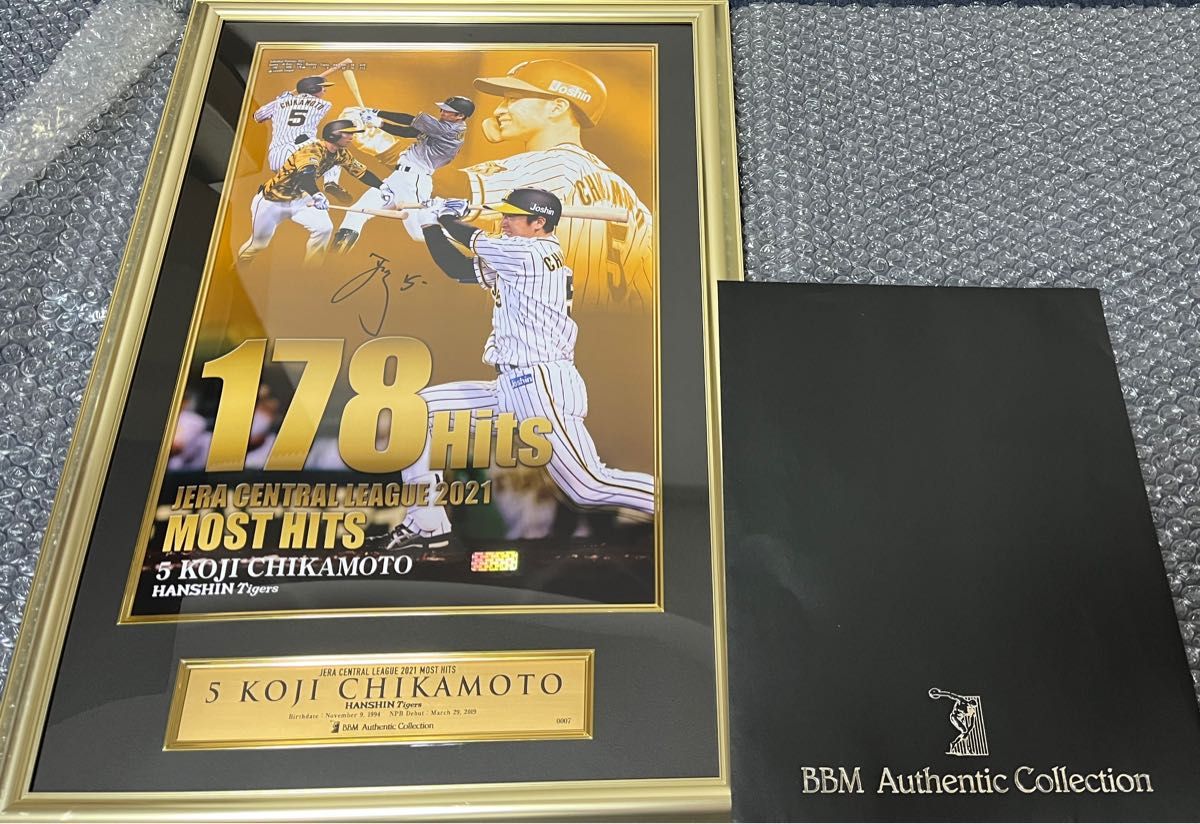 CHIKAMOTO
5
Joshin
Joshin
5.
Joshin
178 Hits
JERA CENTRAL LEAGUE 2021
MOST HITS
5 KOJI CHIKAMOTO
HANSHIN Tigers
JERA CENTRAL LEAGUE 2021 MOST HITS
5 KOJI CHIKAMOTO
HANSHIN Tigers
Birthdate : November 9, 1994 NPB Debut : March 29, 2019
BBM Authentic Collection
0007
BBM Authentic Collection